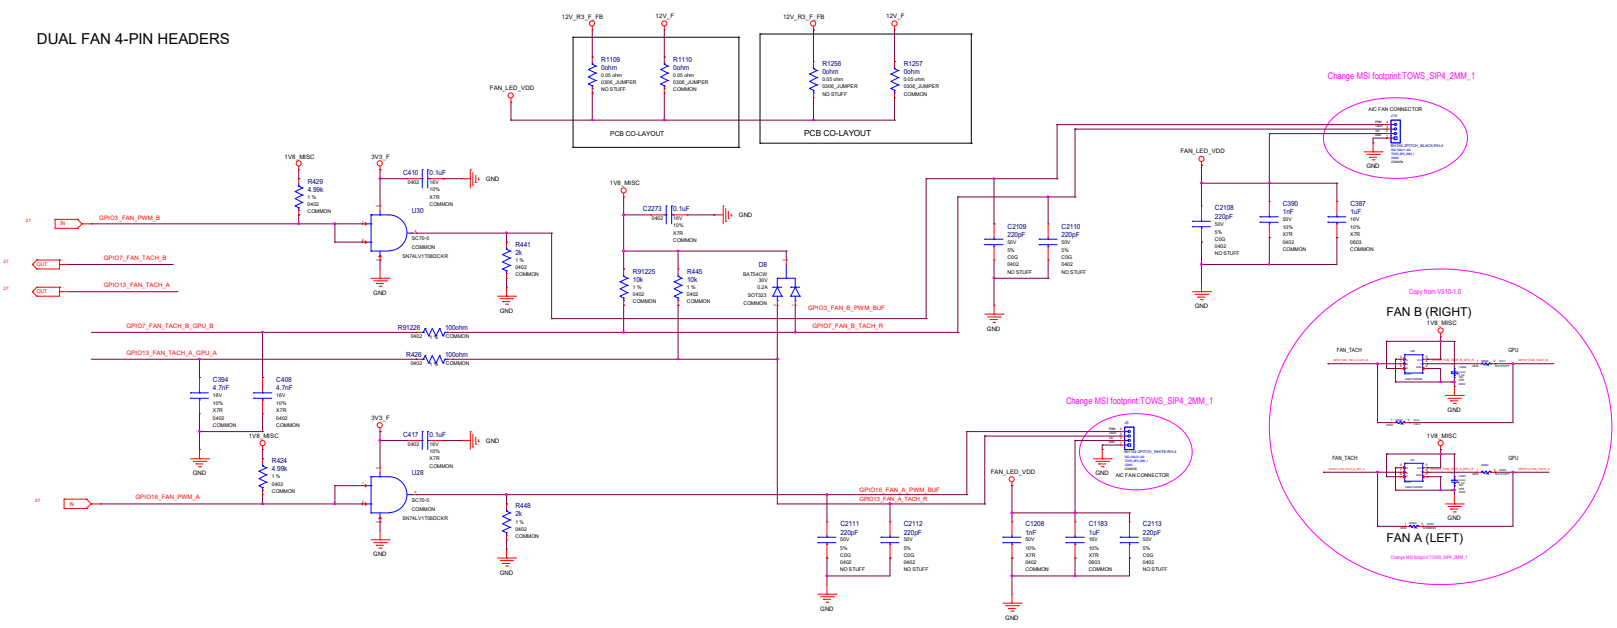 DUAL FAN 4-PIN HEADERS
12V_R3_F_FB
12V_F
R1109
0ohm
0.05 ohm
0306_JUMPER
NO STUFF
R1110
0ohm
0.05 ohm
0306_JUMPER
COMMON
PCB CO-LAYOUT
12V_R3_F_FB
12V_F
R1256
0ohm
0.05 ohm
0306_JUMPER
NO STUFF
R1257
0ohm
0.05 ohm
0306_JUMPER
COMMON
PCB CO-LAYOUT
FAN_LED_VDD
Change MSI footprint:TOWS_SIP4_2MM_1
AIC FAN CONNECTOR
GND
1V8_MISC
R429
4.99k
1 %
0402
COMMON
3V3_F
C410
0.1uF
0402
16V
10%
X7R
COMMON
GND
U30
SC70-5
COMMON
SN74LV1T08DCKR
GND
27
IN
GPIO3_FAN_PWM_B
27
OUT
GPIO7_FAN_TACH_B
27
OUT
GPIO13_FAN_TACH_A
R441
2k
1 %
0402
COMMON
GND
1V8_MISC
C2273
0.1uF
0402
16V
10%
X7R
COMMON
GND
R91225
10k
1 %
0402
COMMON
R445
10k
1 %
0402
COMMON
D8
BAT54CW
30V
0.2A
SOT323
COMMON
GPIO3_FAN_B_PWM_BUF
GPIO7_FAN_B_TACH_R
C2109
220pF
50V
5%
C0G
0402
NO STUFF
C2110
220pF
50V
5%
C0G
0402
NO STUFF
GND
FAN_LED_VDD
C2108
220pF
50V
5%
C0G
0402
NO STUFF
C390
1nF
50V
10%
X7R
0402
COMMON
C387
1uF
16V
10%
X7R
0603
COMMON
GND
GPIO7_FAN_TACH_B_GPU_B
R91226
100ohm
0402
1 %
COMMON
GPIO13_FAN_TACH_A_GPU_A
R426
100ohm
0402
1 %
COMMON
C394
4.7nF
16V
10%
X7R
0402
COMMON
C408
4.7nF
16V
10%
X7R
0402
COMMON
GND
1V8_MISC
R424
4.99k
1 %
0402
COMMON
3V3_F
C417
0.1uF
0402
16V
10%
X7R
COMMON
GND
U28
SC70-5
COMMON
SN74LV1T08DCKR
GND
27
IN
GPIO16_FAN_PWM_A
R448
2k
1 %
0402
COMMON
GND
GPIO16_FAN_A_PWM_BUF
GPIO13_FAN_A_TACH_R
C2111
220pF
50V
5%
C0G
0402
NO STUFF
C2112
220pF
50V
5%
C0G
0402
NO STUFF
GND
Change MSI footprint:TOWS_SIP4_2MM_1
GND
AIC FAN CONNECTOR
FAN_LED_VDD
C1208
1nF
50V
10%
X7R
0402
COMMON
C1183
1uF
16V
10%
X7R
0603
COMMON
C2113
220pF
50V
5%
C0G
0402
NO STUFF
GND
Copy from V510-1.0
FAN B (RIGHT)
1V8_MISC
FAN_TACH
GPU
GND
1V8_MISC
FAN_TACH
GPU
GND
FAN A (LEFT)
Change MSI footprint:TOWS_SIP4_2MM_1